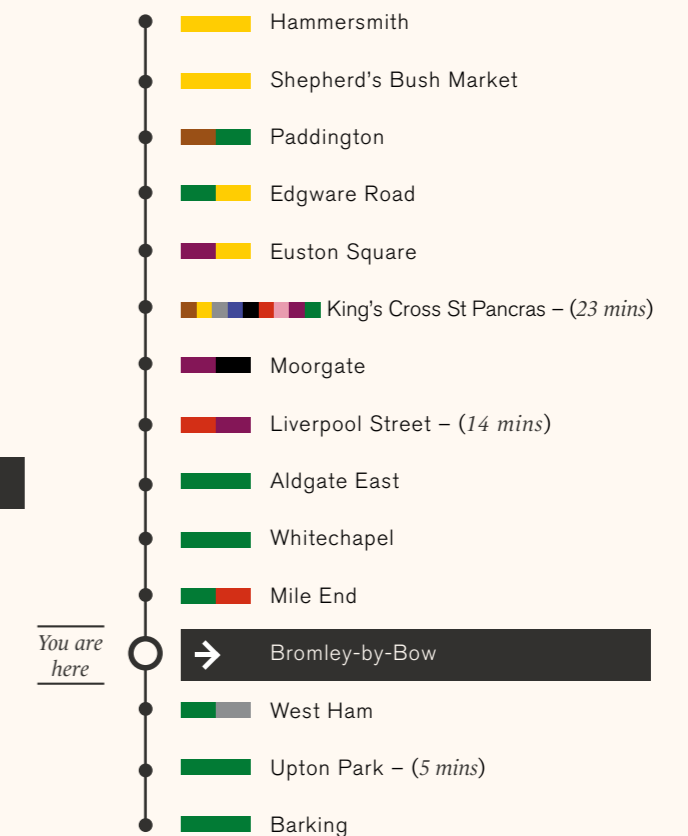 Hammersmith
Shepherd’s Bush Market
Paddington
Edgware Road
Euston Square
King’s Cross St Pancras – (23 mins)
Moorgate
Liverpool Street – (14 mins)
Aldgate East
Whitechapel
Mile End
You are
here
Bromley-by-Bow
West Ham
Upton Park – (5 mins)
Barking